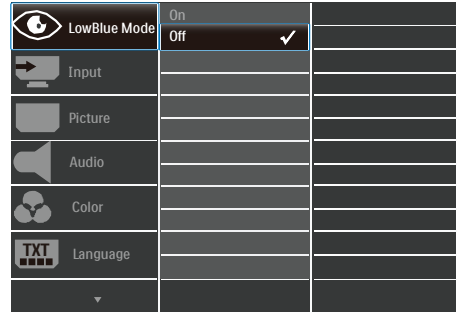 LowBlue Mode
On
Off
Input
Picture
Audio
Color
TXT
Language